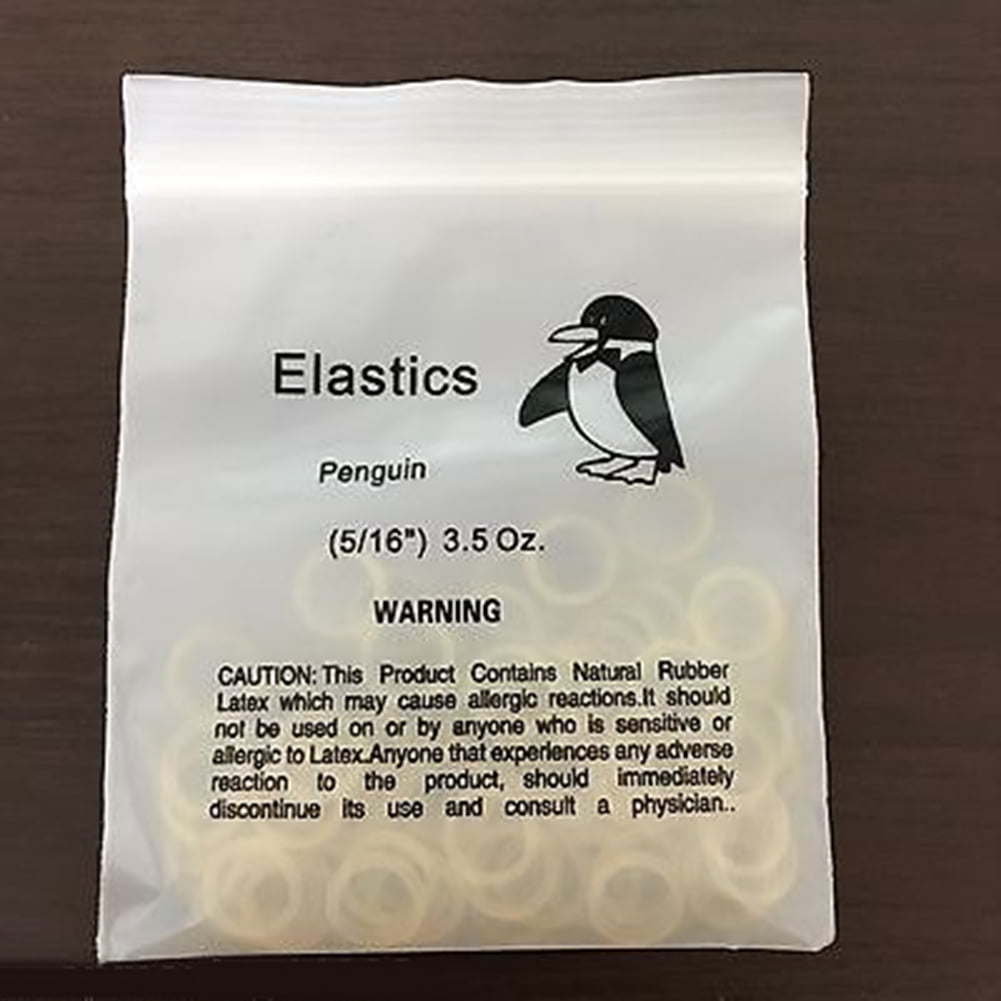 Elastics
Penguin
(5/16") 3.5 Oz.
WARNING
CAUTION: This Product Contains Natural Rubber
Latex which may cause allergic reactions.It should
not be used on or by anyone who is sensitive or
allergic to Latex.Anyone that experiences any adverse
reaction to the product, should immediately
discontinue its use and consult a physician..